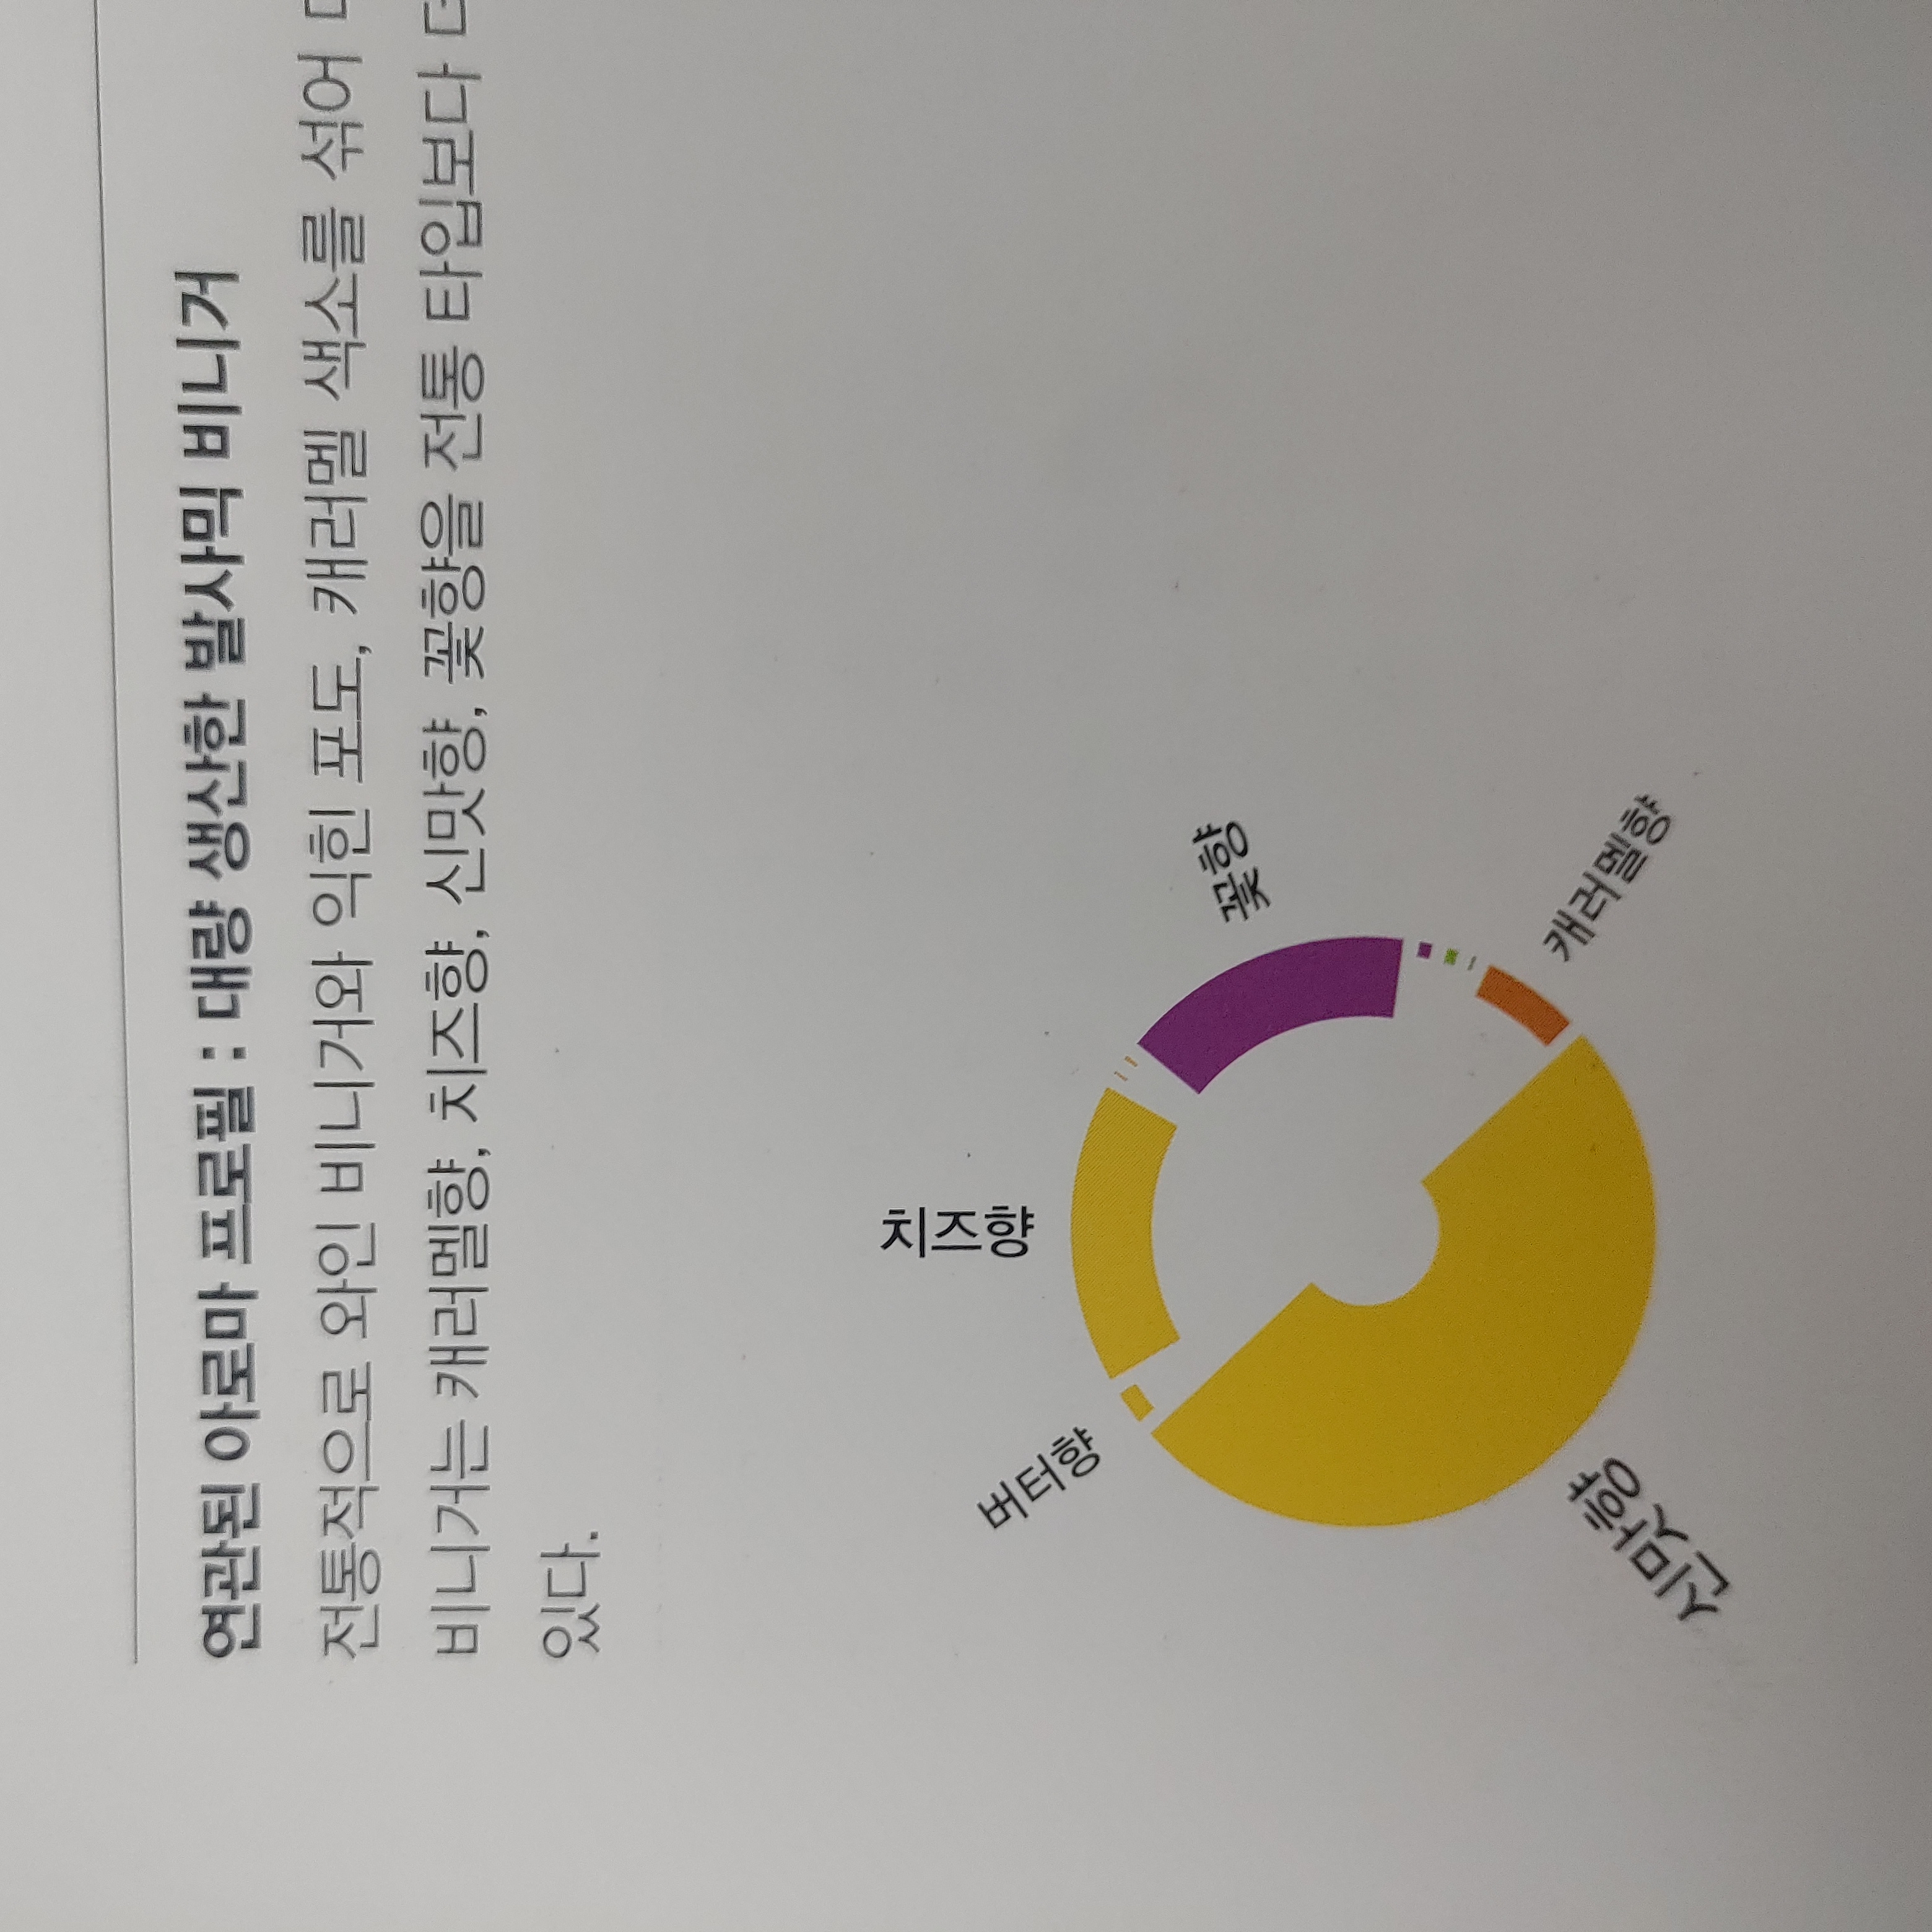 연관된 아로마 프로필 : 대량 생산한 발사믹 비니거
전통적으로 와인 비니거와 익힌 포도, 캐러멜 색소를 섞어
비니거는 캐러멜향, 치즈향, 신맛향, 꽃향을 전통 타입보다
있다.
치즈향
버터향
꽃향
캐러멜향
신맛향